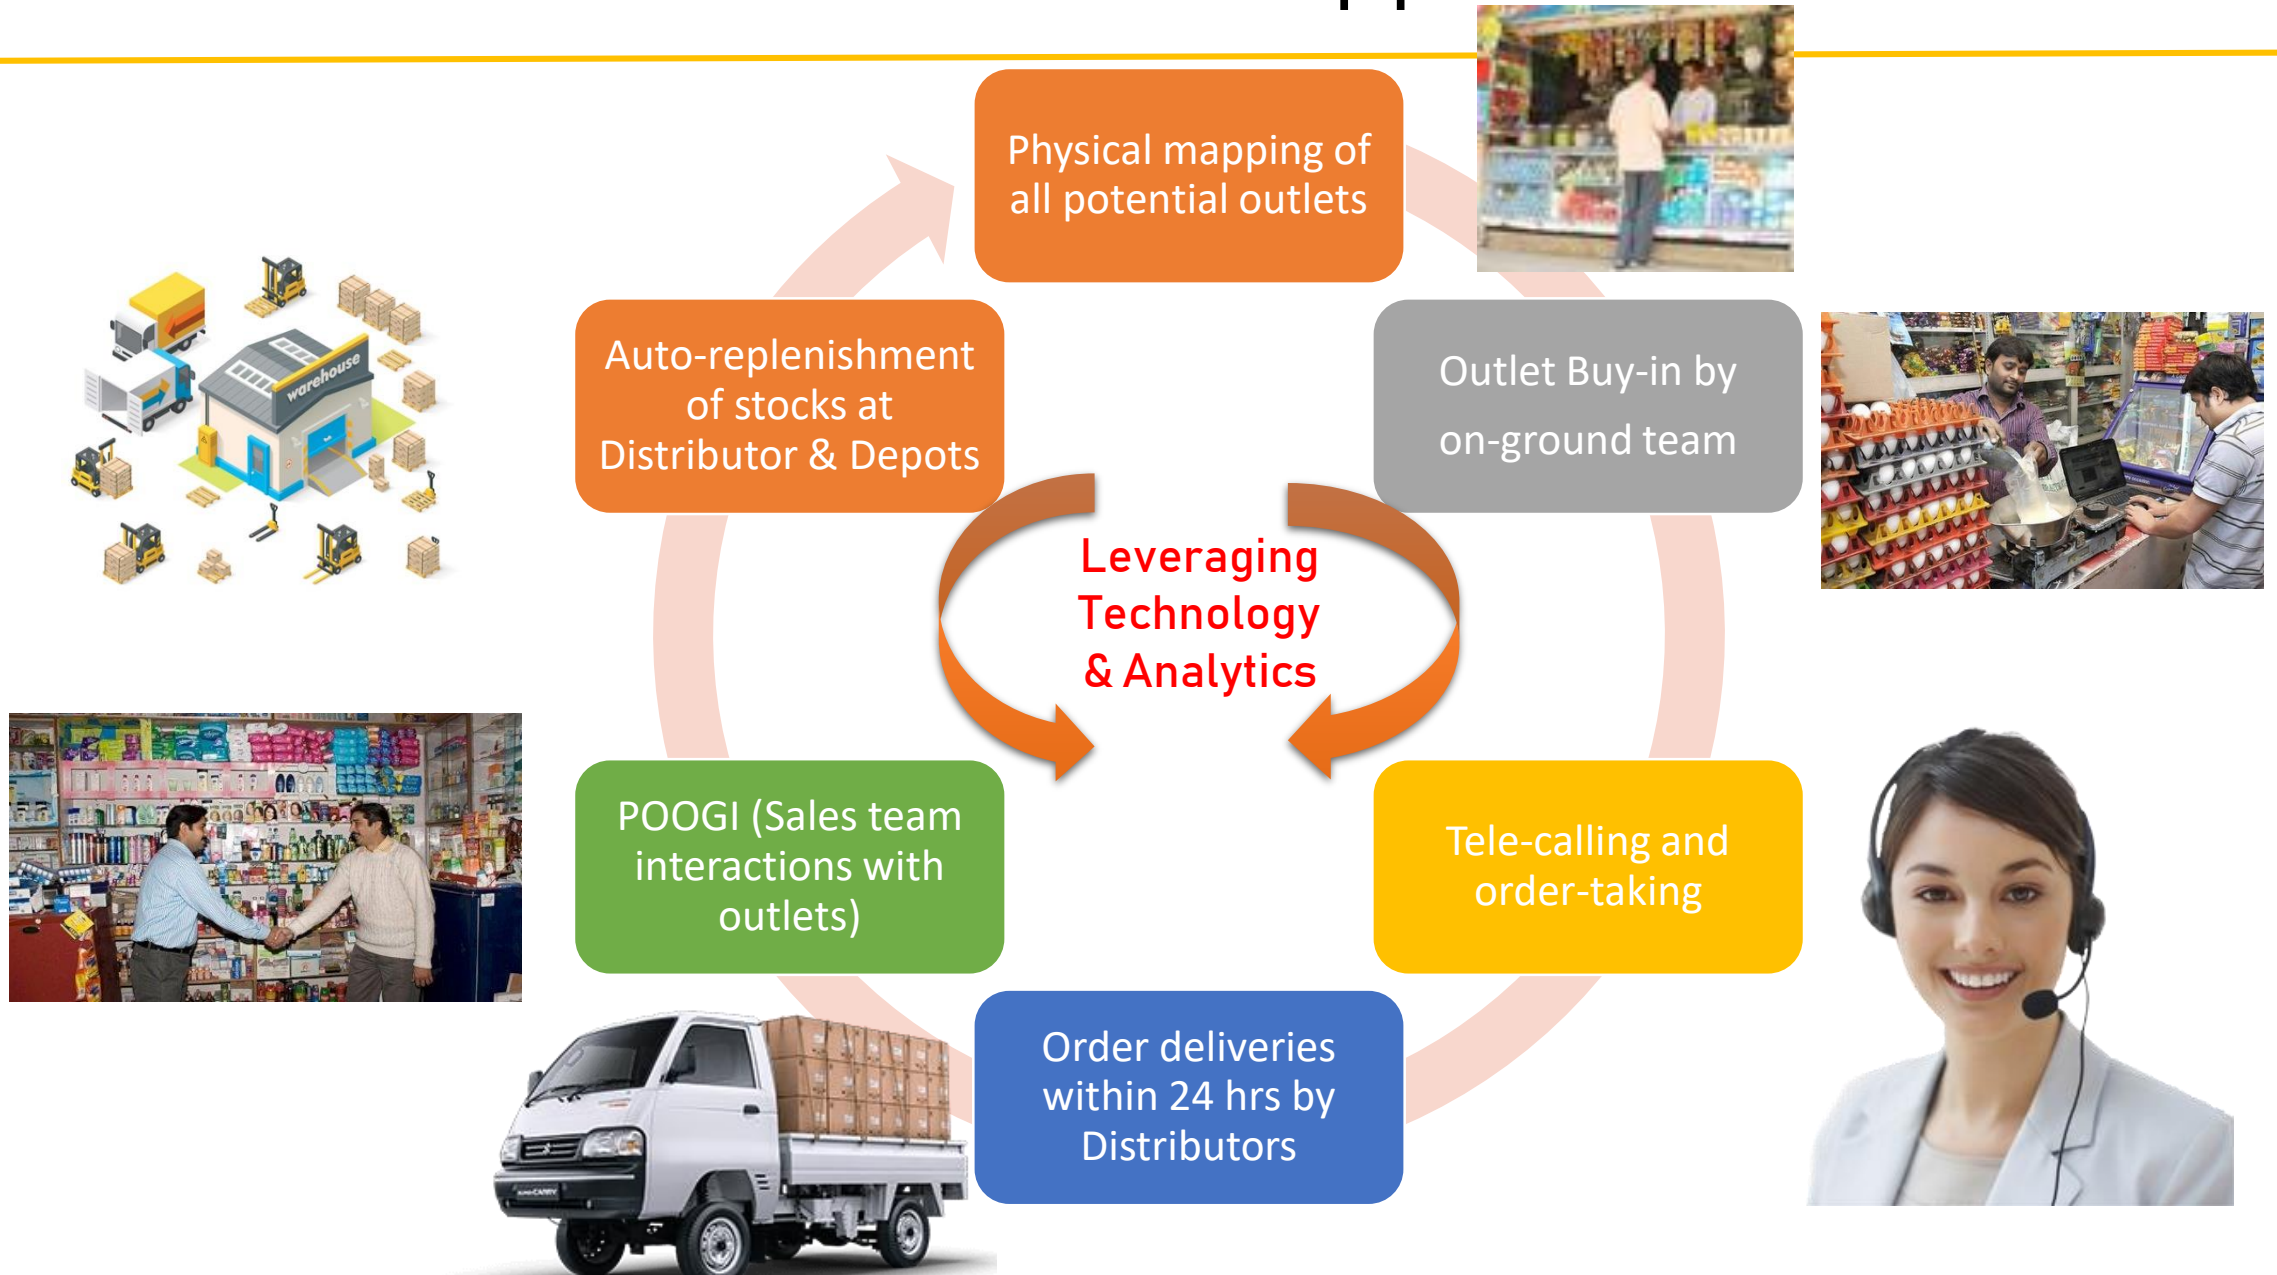 Physical mapping of
all potential outlets
Outlet Buy-in by
on-ground team
Tele-calling and
order-taking
Order deliveries
within 24 hrs by
Distributors
POOGI (Sales team
interactions with
outlets)
Auto-replenishment
of stocks at
Distributor & Depots
Leveraging
Technology
& Analytics
warehouse
SUPER CARRY